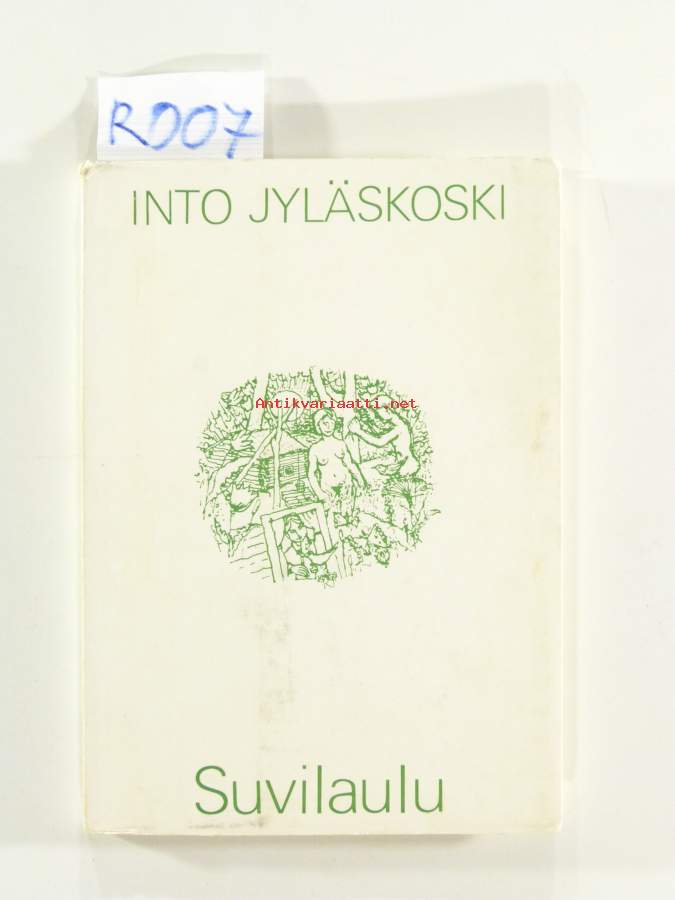 R007
INTO JYLÄSKOSKI
Antikvariaatti.net
Suvilaulu